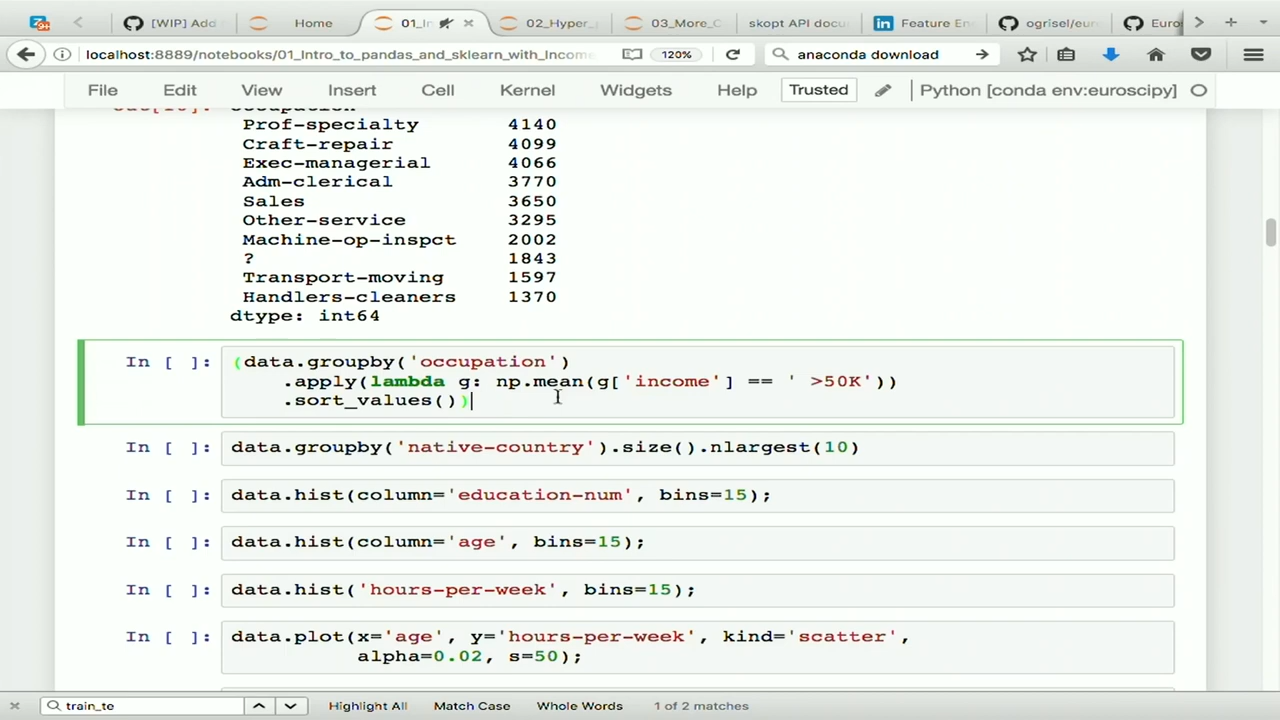 [WIP] Add
Home
01_In
02_Hyper_
03_More_C
skopt API docu
Feature En
ogrisel/euro
Euros
localhost:8889/notebooks/01_Intro_to_pandas_and_sklearn_with_Incom
120%
anaconda download
File Edit View Insert Cell Kernel Widgets Help Trusted Python [conda env:euroscipy]
Prof-specialty 4140
Craft-repair 4099
Exec-managerial 4066
Adm-clerical 3770
Sales 3650
Other-service 3295
Machine-op-inspct 2002
? 1843
Transport-moving 1597
Handlers-cleaners 1370
dtype: int64
In [ ]: (data.groupby('occupation')
.apply(lambda g: np.mean(g['income'] == ' >50K'))
.sort_values())
In [ ]: data.groupby('native-country').size().nlargest(10)
In [ ]: data.hist(column='education-num', bins=15);
In [ ]: data.hist(column='age', bins=15);
In [ ]: data.hist('hours-per-week', bins=15);
In [ ]: data.plot(x='age', y='hours-per-week', kind='scatter',
alpha=0.02, s=50);
train_te Highlight All Match Case Whole Words 1 of 2 matches